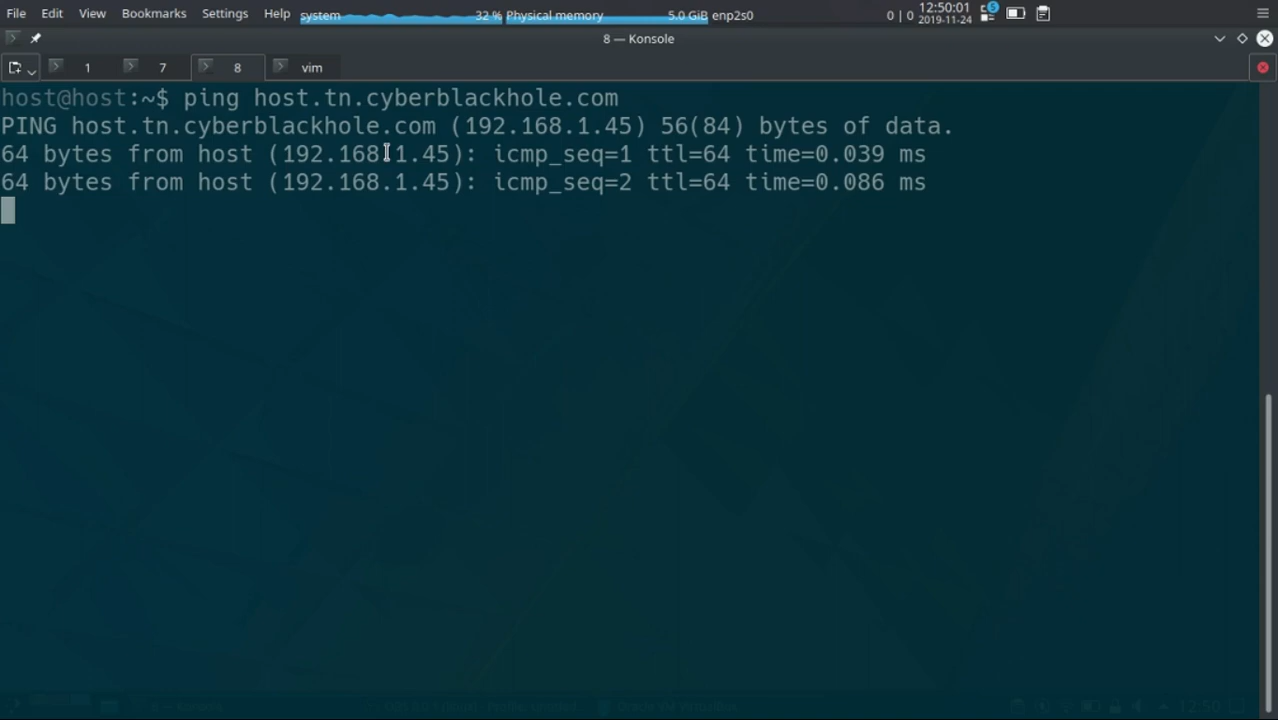 File Edit View Bookmarks Settings Help system 32 % Physical memory 5.0 GiB enp2s0 0 | 0 12:50:01 5
2019-11-24
8 — Konsole
1 7 8 vim
host@host:~$ ping host.tn.cyberblackhole.com
PING host.tn.cyberblackhole.com (192.168.1.45) 56(84) bytes of data.
64 bytes from host (192.168.1.45): icmp_seq=1 ttl=64 time=0.039 ms
64 bytes from host (192.168.1.45): icmp_seq=2 ttl=64 time=0.086 ms
12:50